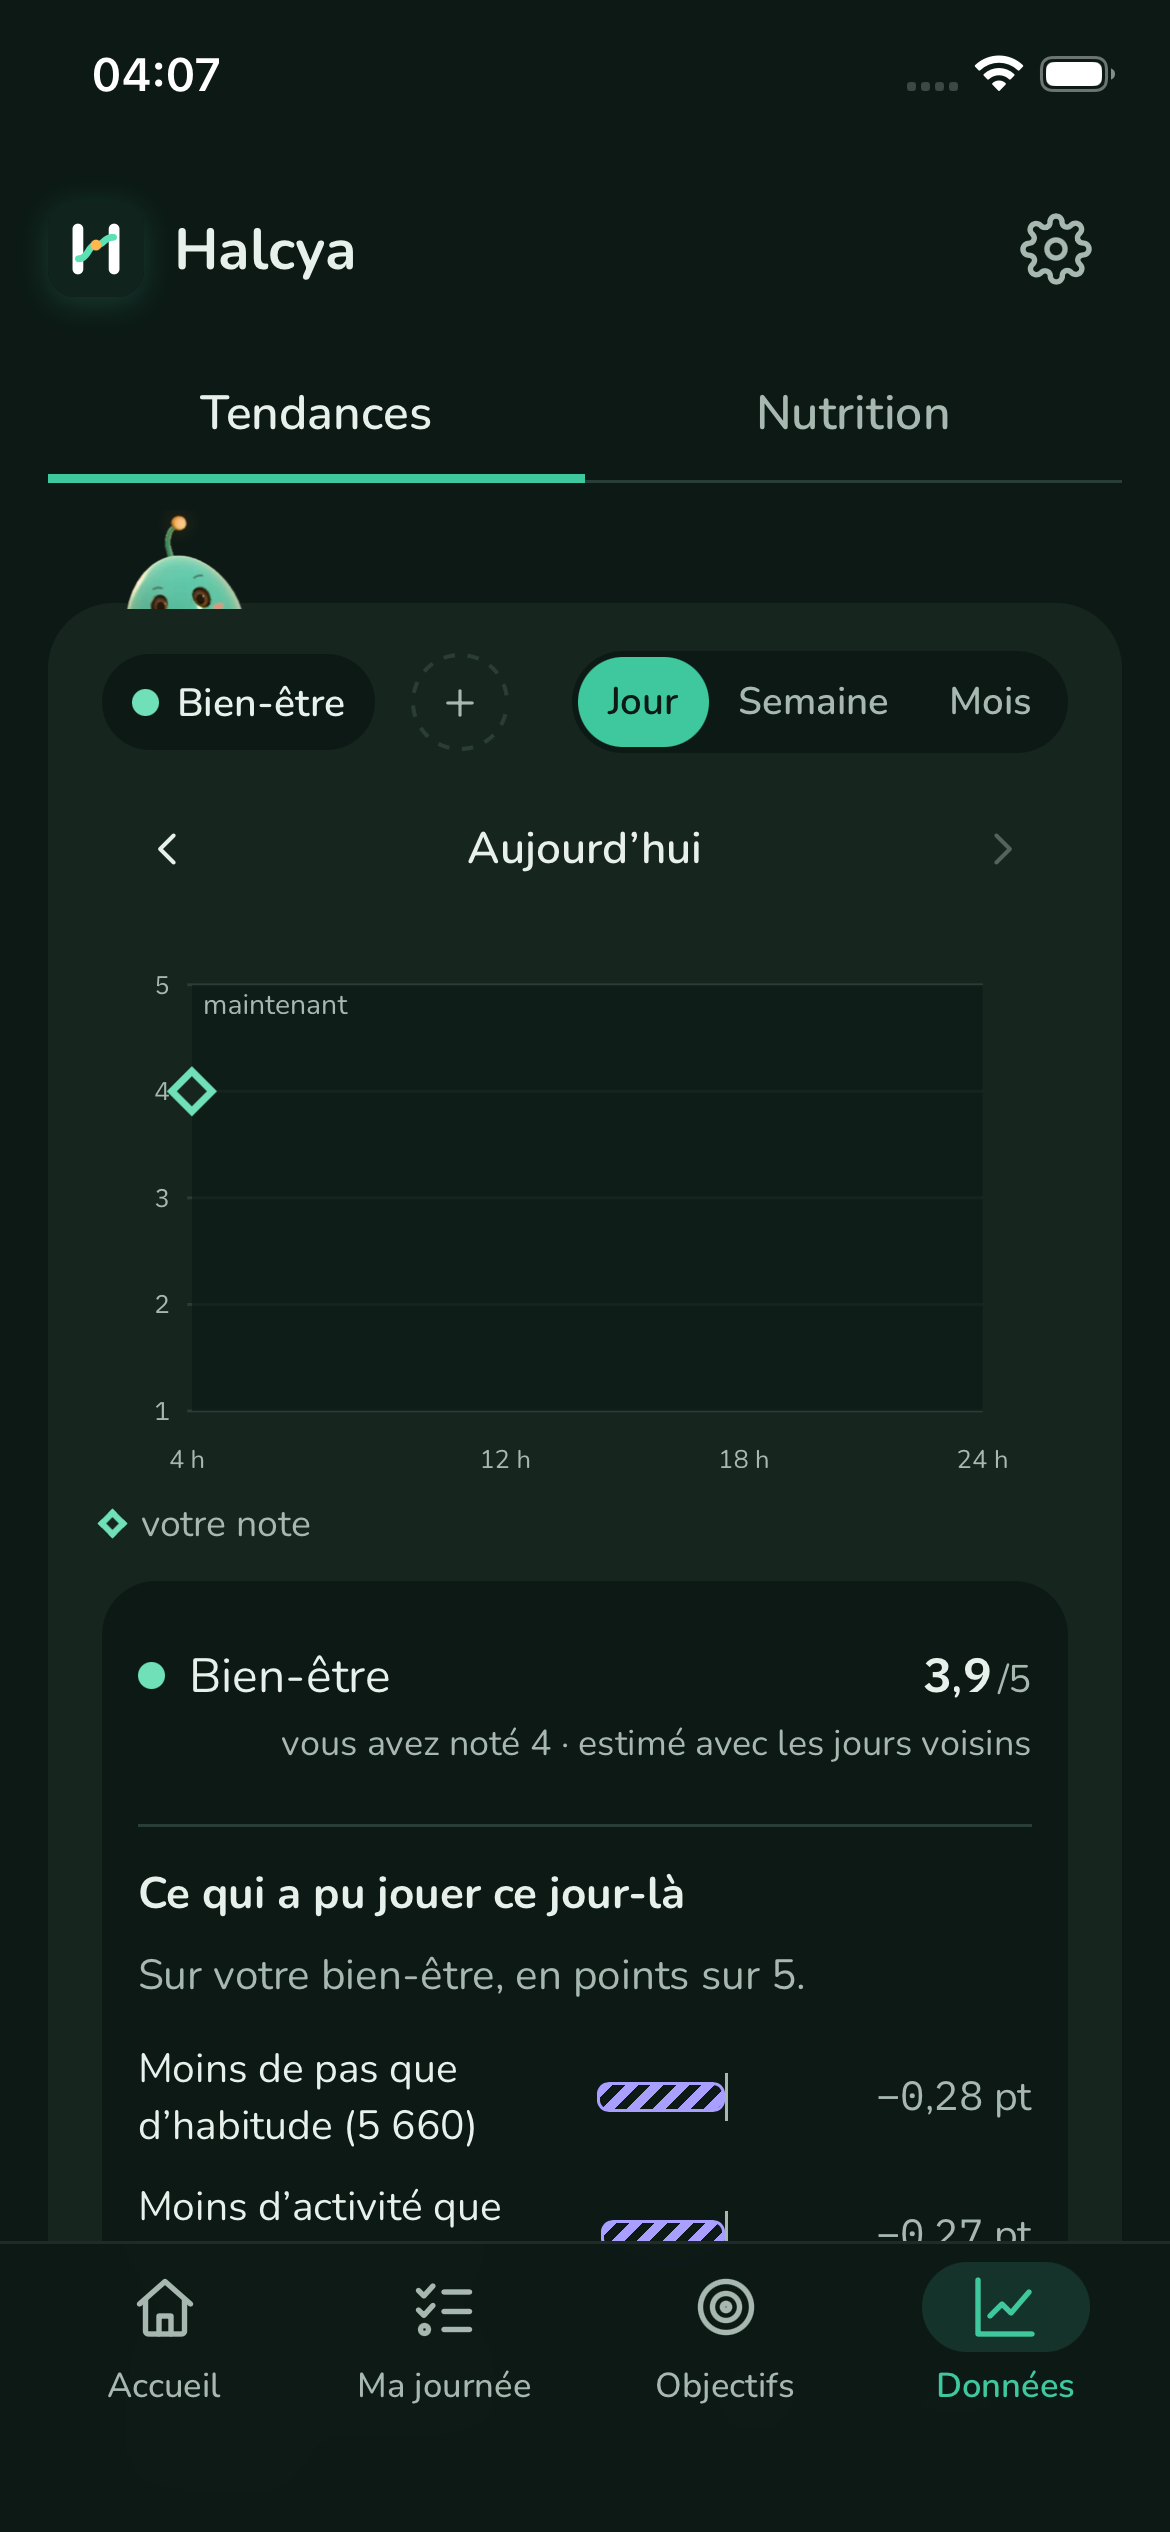 04:07
Halcya
Tendances
Nutrition
Bien-être
+
Jour
Semaine
Mois
Aujourd’hui
5
maintenant
4
3
2
1
4 h
12 h
18 h
24 h
votre note
Bien-être
3,9 /5
vous avez noté 4 · estimé avec les jours voisins
Ce qui a pu jouer ce jour-là
Sur votre bien-être, en points sur 5.
Moins de pas que
d’habitude (5 660)
−0,28 pt
Moins d’activité que
−0,27 pt
Accueil
Ma journée
Objectifs
Données